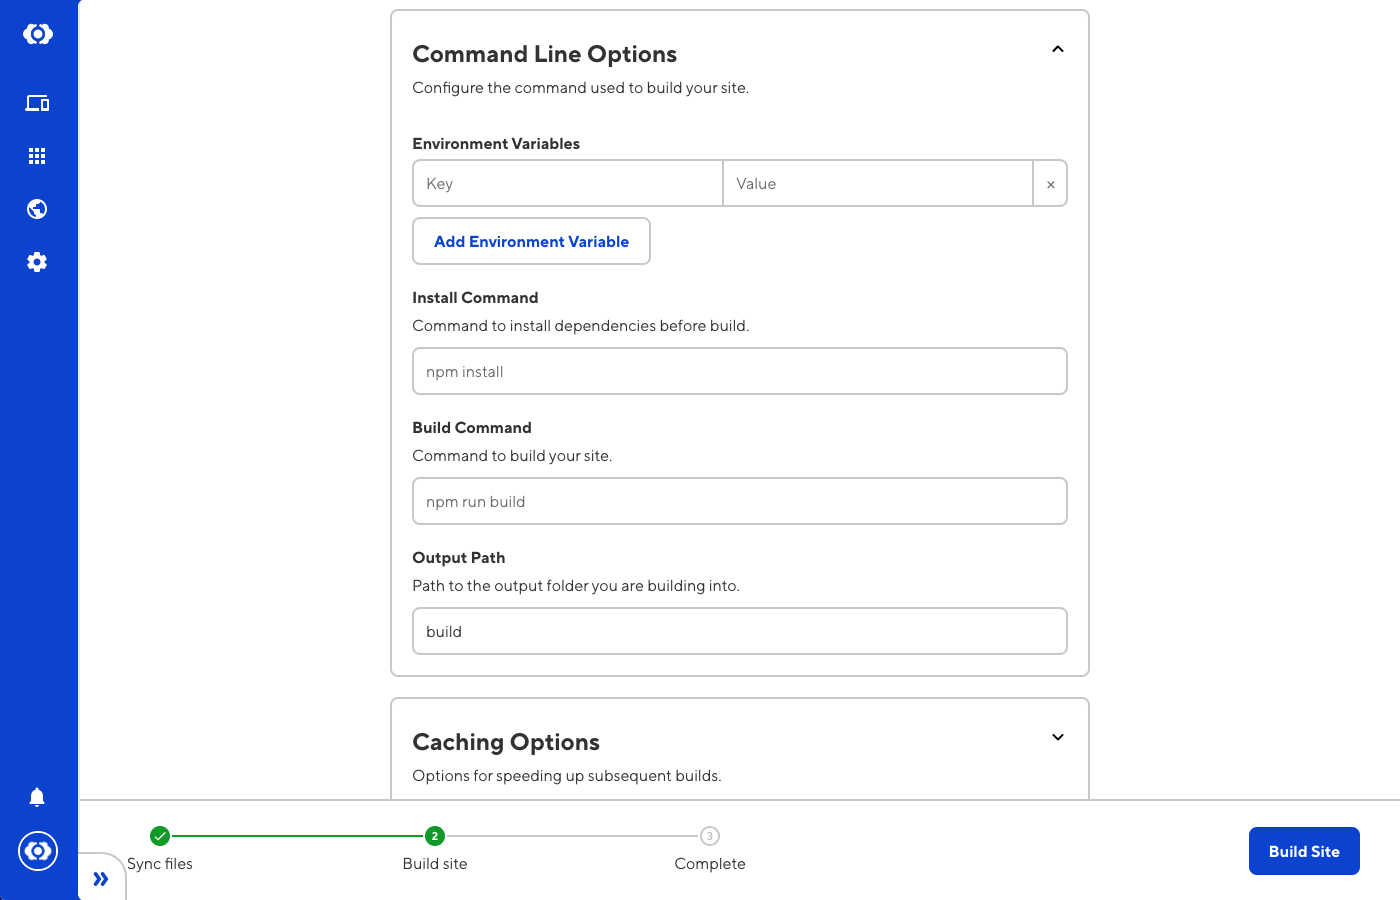 Command Line Options
Configure the command used to build your site.
Environment Variables
Key Value ×
Add Environment Variable
Install Command
Command to install dependencies before build.
npm install
Build Command
Command to build your site.
npm run build
Output Path
Path to the output folder you are building into.
build
Caching Options
Options for speeding up subsequent builds.
2 3
Sync files Build site Complete
Build Site